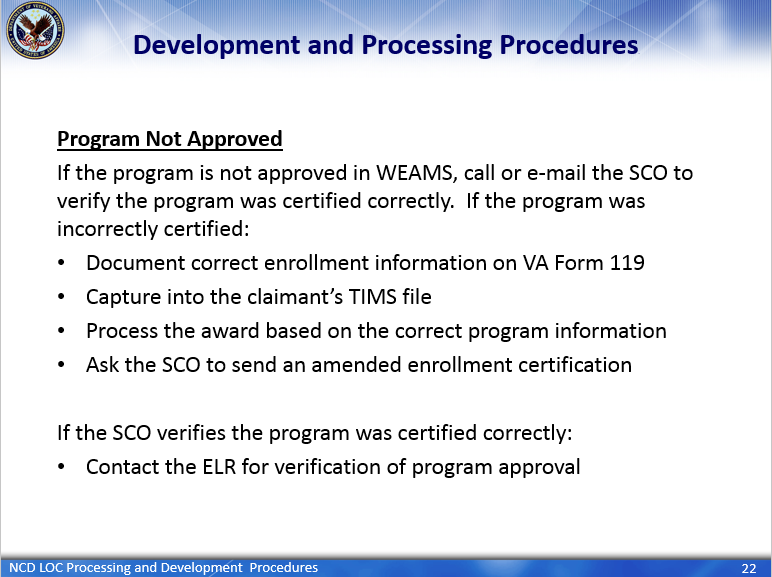 Development and Processing Procedures
Program Not Approved
If the program is not approved in WEAMS, call or e-mail the SCO to
verify the program was certified correctly.  If the program was
incorrectly certified:
• Document correct enrollment information on VA Form 119
• Capture into the claimant’s TIMS file
• Process the award based on the correct program information
• Ask the SCO to send an amended enrollment certification
If the SCO verifies the program was certified correctly:
• Contact the ELR for verification of program approval
NCD LOC Processing and Development  Procedures
22